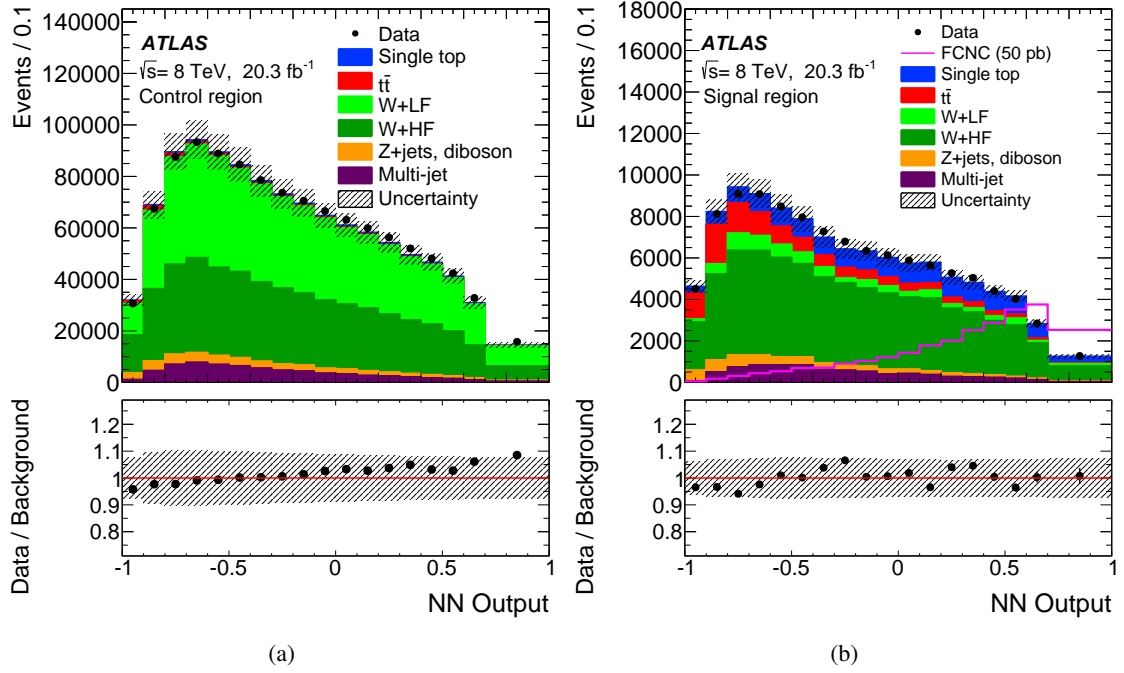 Events / 0.1
140000
120000
100000
80000
60000
40000
20000
0
ATLAS
√s= 8 TeV, 20.3 fb⁻¹
Control region
Data
Single top
tt̄
W+LF
W+HF
Z+jets, diboson
Multi-jet
Uncertainty
Data / Background
1.2
1.1
1
0.9
0.8
-1 -0.5 0 0.5 1
NN Output
(a)
Events / 0.1
18000
16000
14000
12000
10000
8000
6000
4000
2000
0
ATLAS
√s= 8 TeV, 20.3 fb⁻¹
Signal region
Data
FCNC (50 pb)
Single top
tt̄
W+LF
W+HF
Z+jets, diboson
Multi-jet
Uncertainty
Data / Background
1.2
1.1
1
0.9
0.8
-1 -0.5 0 0.5 1
NN Output
(b)